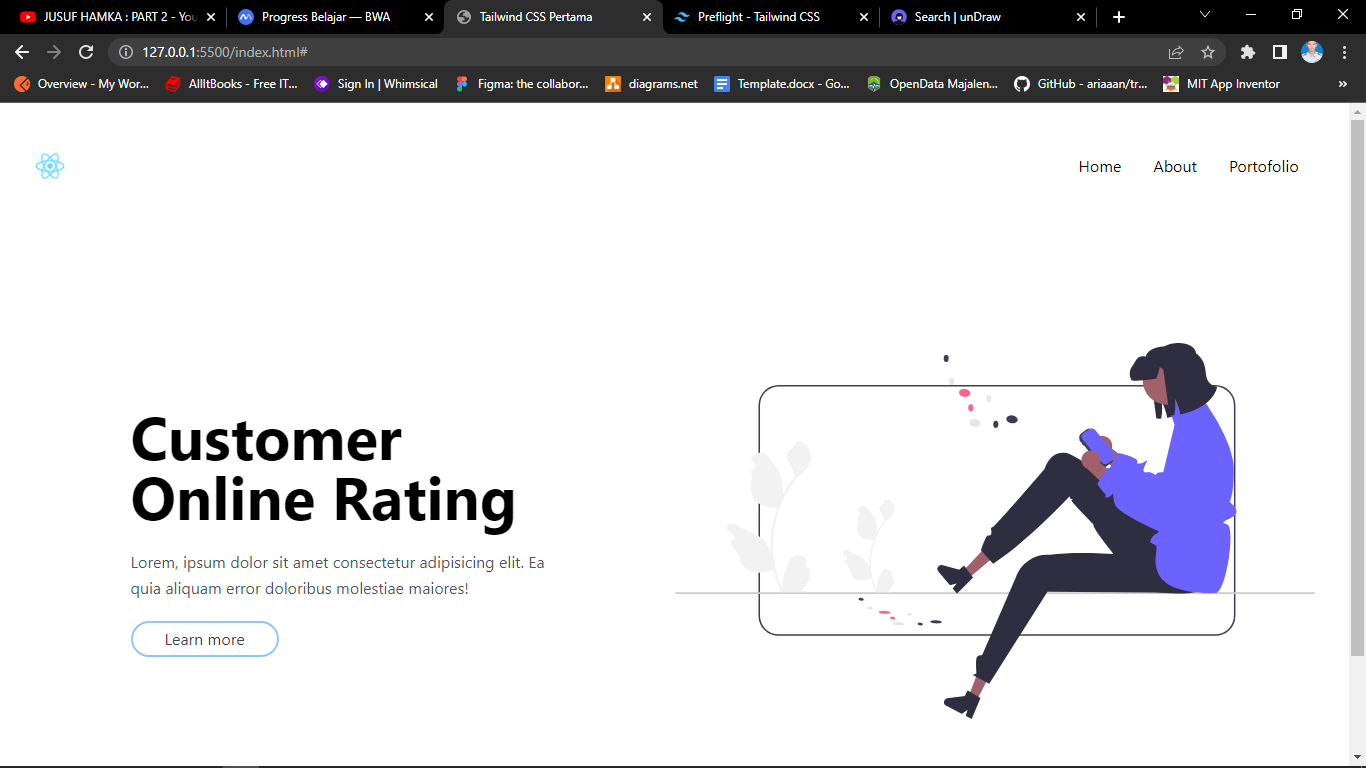 JUSUF HAMKA : PART 2 - You
Progress Belajar — BWA
Tailwind CSS Pertama
Preflight - Tailwind CSS
Search | unDraw
127.0.0.1:5500/index.html#
Overview - My Wor...
AllItBooks - Free IT...
Sign In | Whimsical
Figma: the collabor...
diagrams.net
Template.docx - Go...
OpenData Majalen...
GitHub - ariaaan/tr...
MIT App Inventor
»
Home
About
Portofolio
Customer
Online Rating
Lorem, ipsum dolor sit amet consectetur adipisicing elit. Ea
quia aliquam error doloribus molestiae maiores!
Learn more